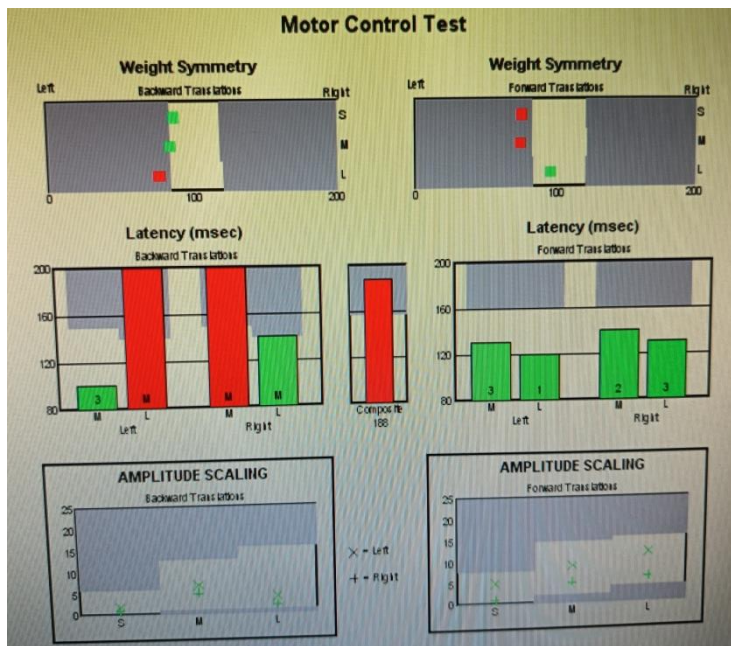 Motor Control Test
Weight Symmetry
Left Backward Translations Right
S
M
L
0 100 200
Weight Symmetry
Left Forward Translations Right
S
M
L
0 100 200
Latency (msec)
Backward Translations
200
160
120
80
3 M M M
M L M L
Left Right
Composite
188
Latency (msec)
Forward Translations
200
160
120
80
3 1 2 3
M L M L
Left Right
AMPLITUDE SCALING
Backward Translations
25
20
15
10
5
0
S M L
X = Left
+ = Right
AMPLITUDE SCALING
Forward Translations
25
20
15
10
5
0
S M L